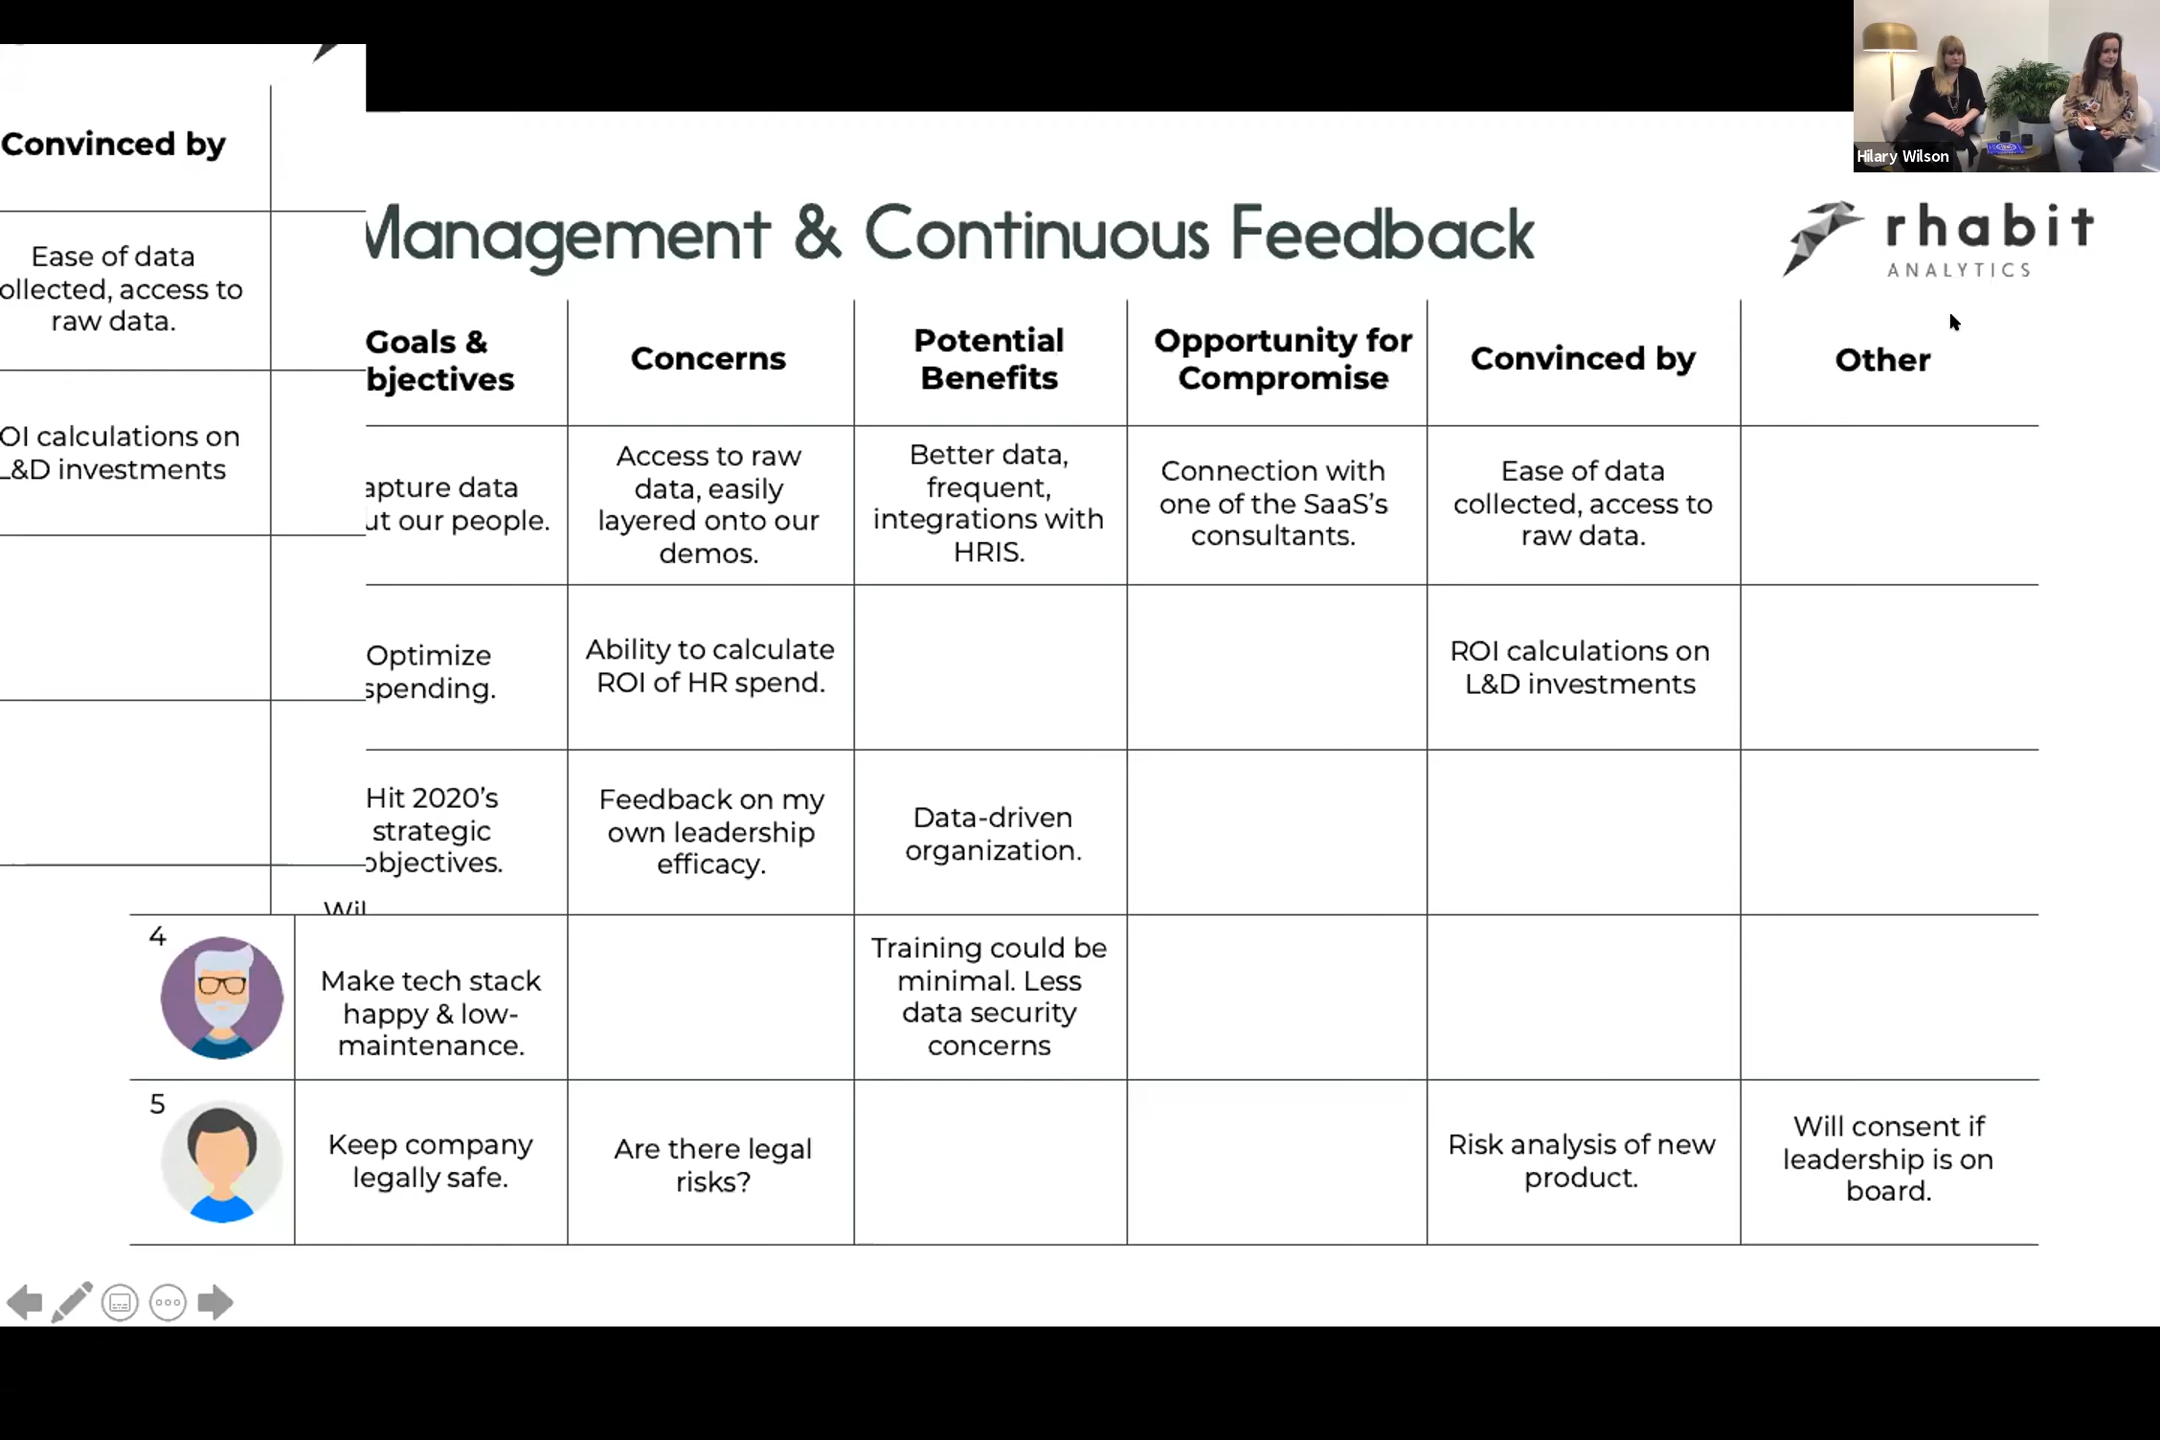 Hilary Wilson
Convinced by
Ease of data
ollected, access to
raw data.
OI calculations on
L&D investments
Wil
Management & Continuous Feedback
rhabit
ANALYTICS
Goals &
bjectives
Concerns
Potential
Benefits
Opportunity for
Compromise
Convinced by
Other
apture data
ut our people.
Access to raw
data, easily
layered onto our
demos.
Better data,
frequent,
integrations with
HRIS.
Connection with
one of the SaaS’s
consultants.
Ease of data
collected, access to
raw data.
Optimize
spending.
Ability to calculate
ROI of HR spend.
ROI calculations on
L&D investments
Hit 2020’s
strategic
objectives.
Feedback on my
own leadership
efficacy.
Data-driven
organization.
4
Make tech stack
happy & low-
maintenance.
Training could be
minimal. Less
data security
concerns
5
Keep company
legally safe.
Are there legal
risks?
Risk analysis of new
product.
Will consent if
leadership is on
board.